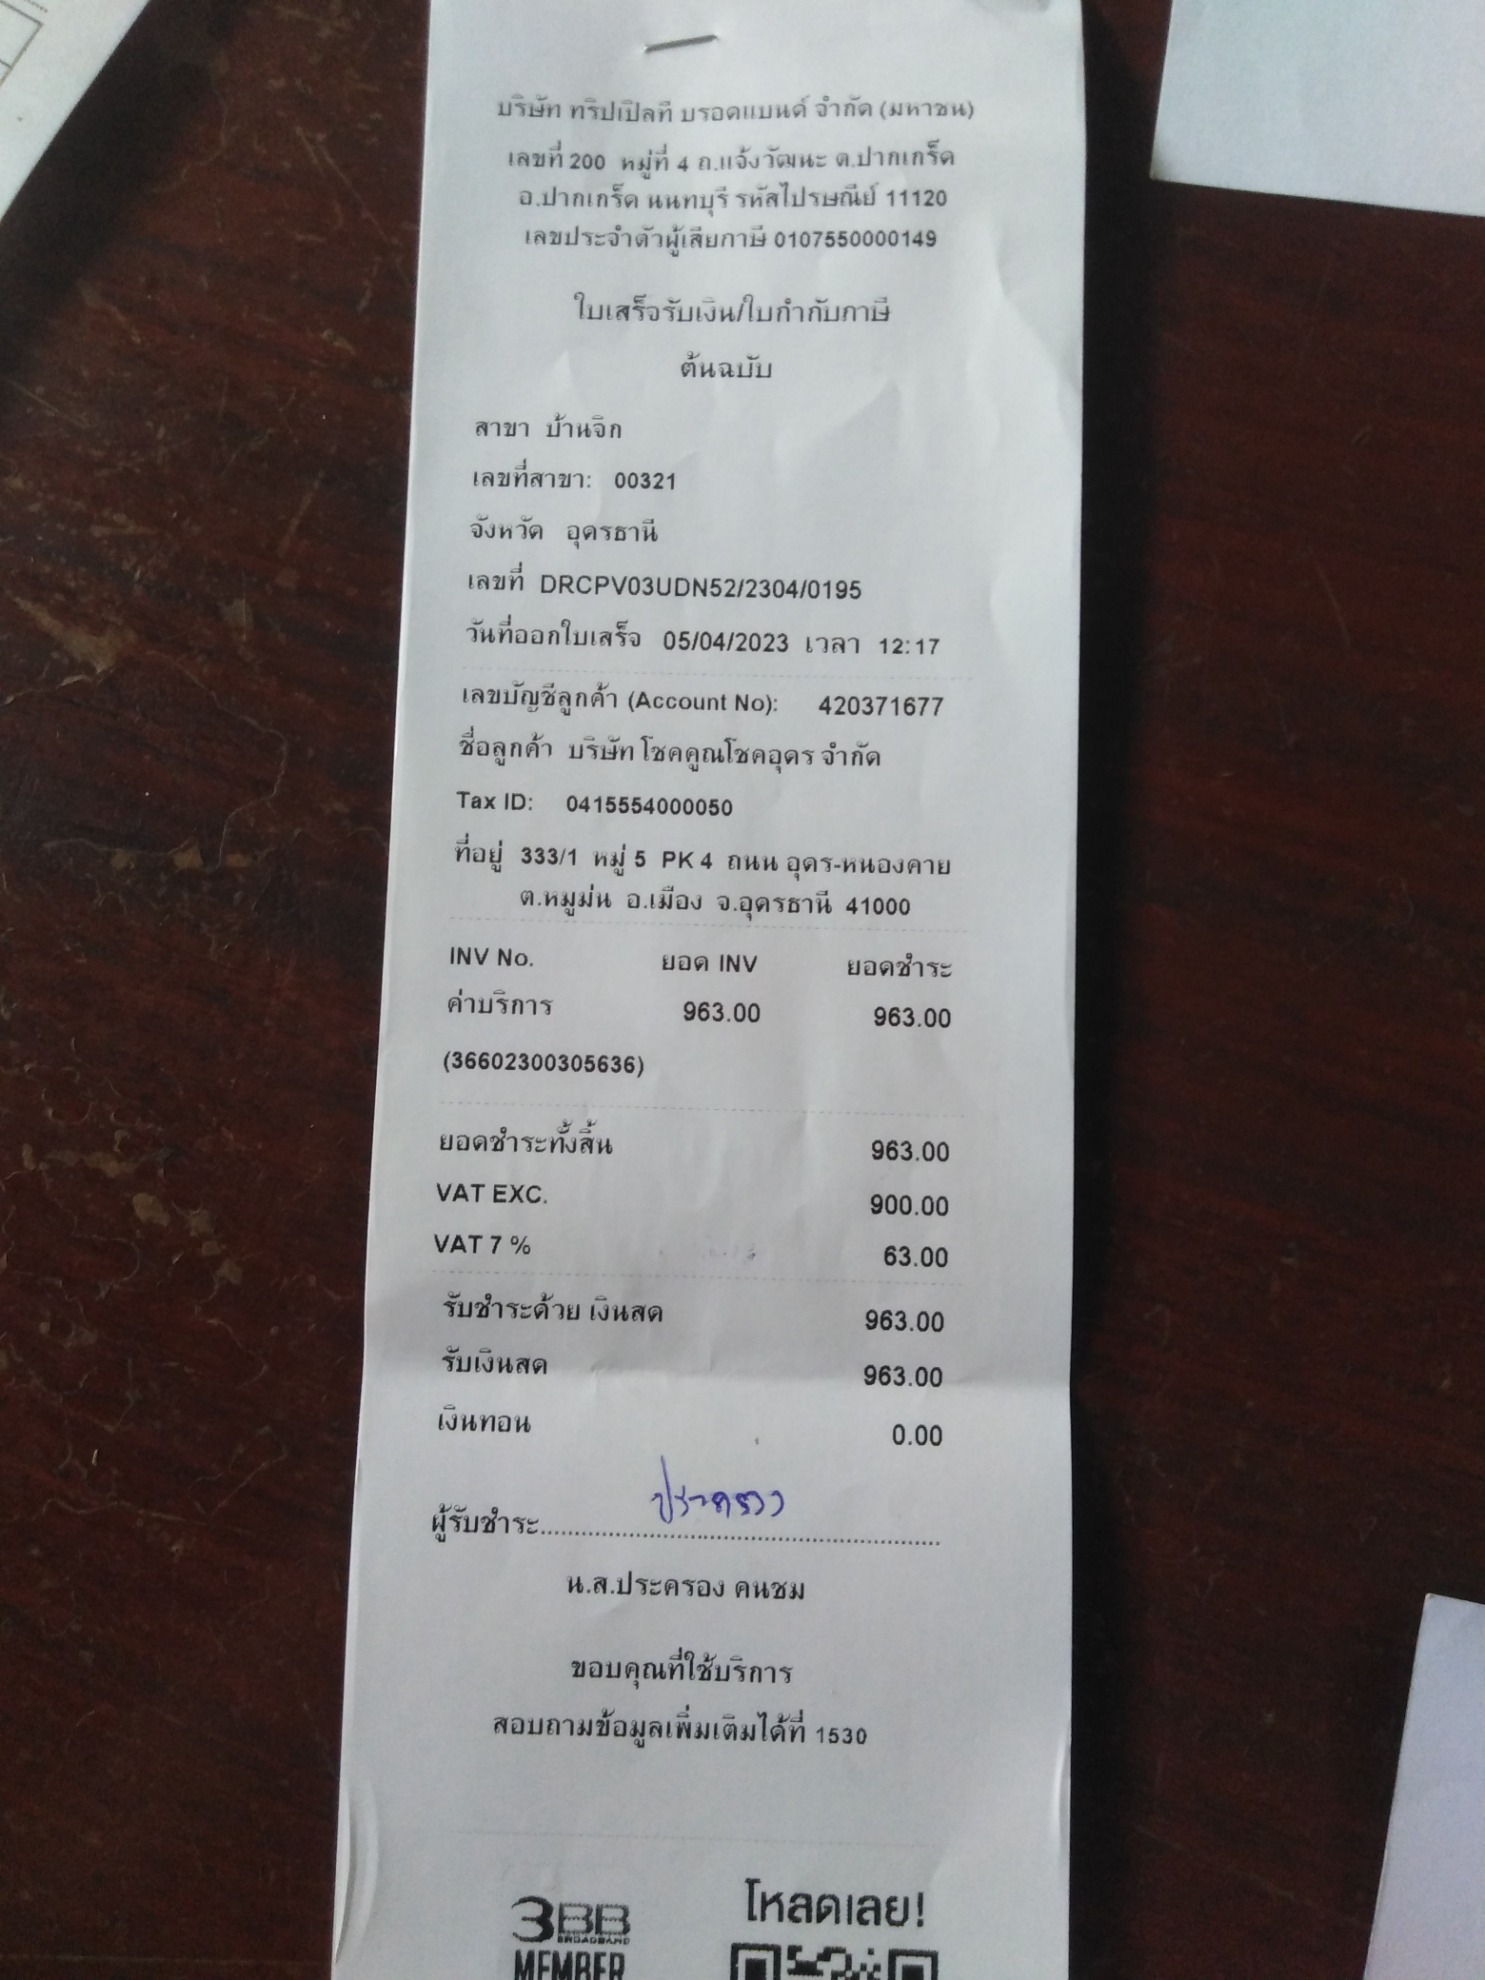 บริษัท ทริปเปิลที บรอดแบนด์ จำกัด (มหาชน)
เลขที่ 200 หมู่ที่ 4 ถ.แจ้งวัฒนะ ต.ปากเกร็ด
อ.ปากเกร็ด นนทบุรี รหัสไปรษณีย์ 11120
เลขประจำตัวผู้เสียภาษี 0107550000149
ใบเสร็จรับเงิน/ใบกำกับภาษี
ต้นฉบับ
สาขา บ้านจิก
เลขที่สาขา: 00321
จังหวัด อุดรธานี
เลขที่ DRCPV03UDN52/2304/0195
วันที่ออกใบเสร็จ 05/04/2023 เวลา 12:17
เลขบัญชีลูกค้า (Account No): 420371677
ชื่อลูกค้า บริษัท โชคคูณโชคอุดร จำกัด
Tax ID: 0415554000050
ที่อยู่ 333/1 หมู่ 5 PK 4 ถนน อุดร-หนองคาย
ต.หมูม่น อ.เมือง จ.อุดรธานี 41000
INV No. ยอด INV ยอดชำระ
ค่าบริการ 963.00 963.00
(36602300305636)
ยอดชำระทั้งสิ้น 963.00
VAT EXC. 900.00
VAT 7 % 63.00
รับชำระด้วย เงินสด 963.00
รับเงินสด 963.00
เงินทอน 0.00
ประครอง
ผู้รับชำระ
น.ส.ประครอง คนชม
ขอบคุณที่ใช้บริการ
สอบถามข้อมูลเพิ่มเติมได้ที่ 1530
โหลดเลย!
3BB
BROADBAND
MEMBER